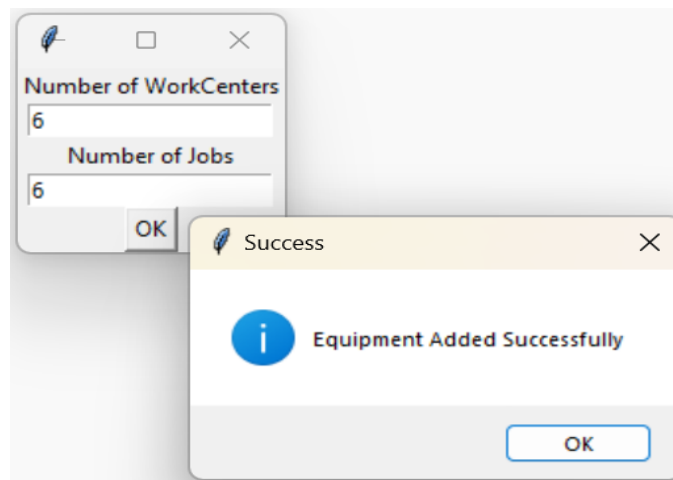 Number of WorkCenters
6
Number of Jobs
6
OK
Success
Equipment Added Successfully
OK